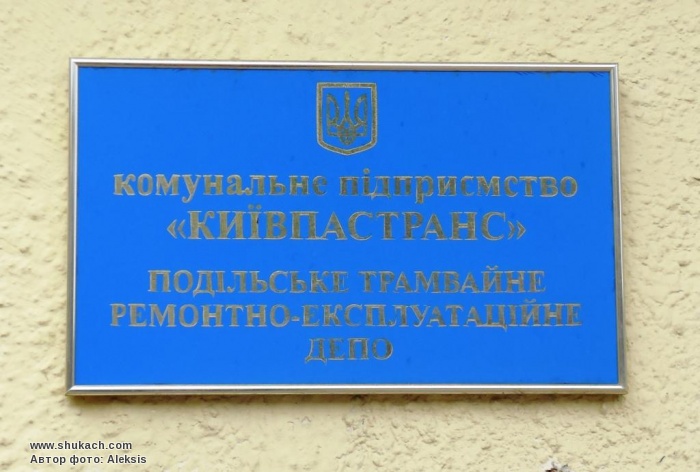 комунальне підприємство
«КИЇВПАСТРАНС»
ПОДІЛЬСЬКЕ ТРАМВАЙНЕ
РЕМОНТНО-ЕКСПЛУАТАЦІЙНЕ
ДЕПО
www.shukach.com
Автор фото: Aleksis